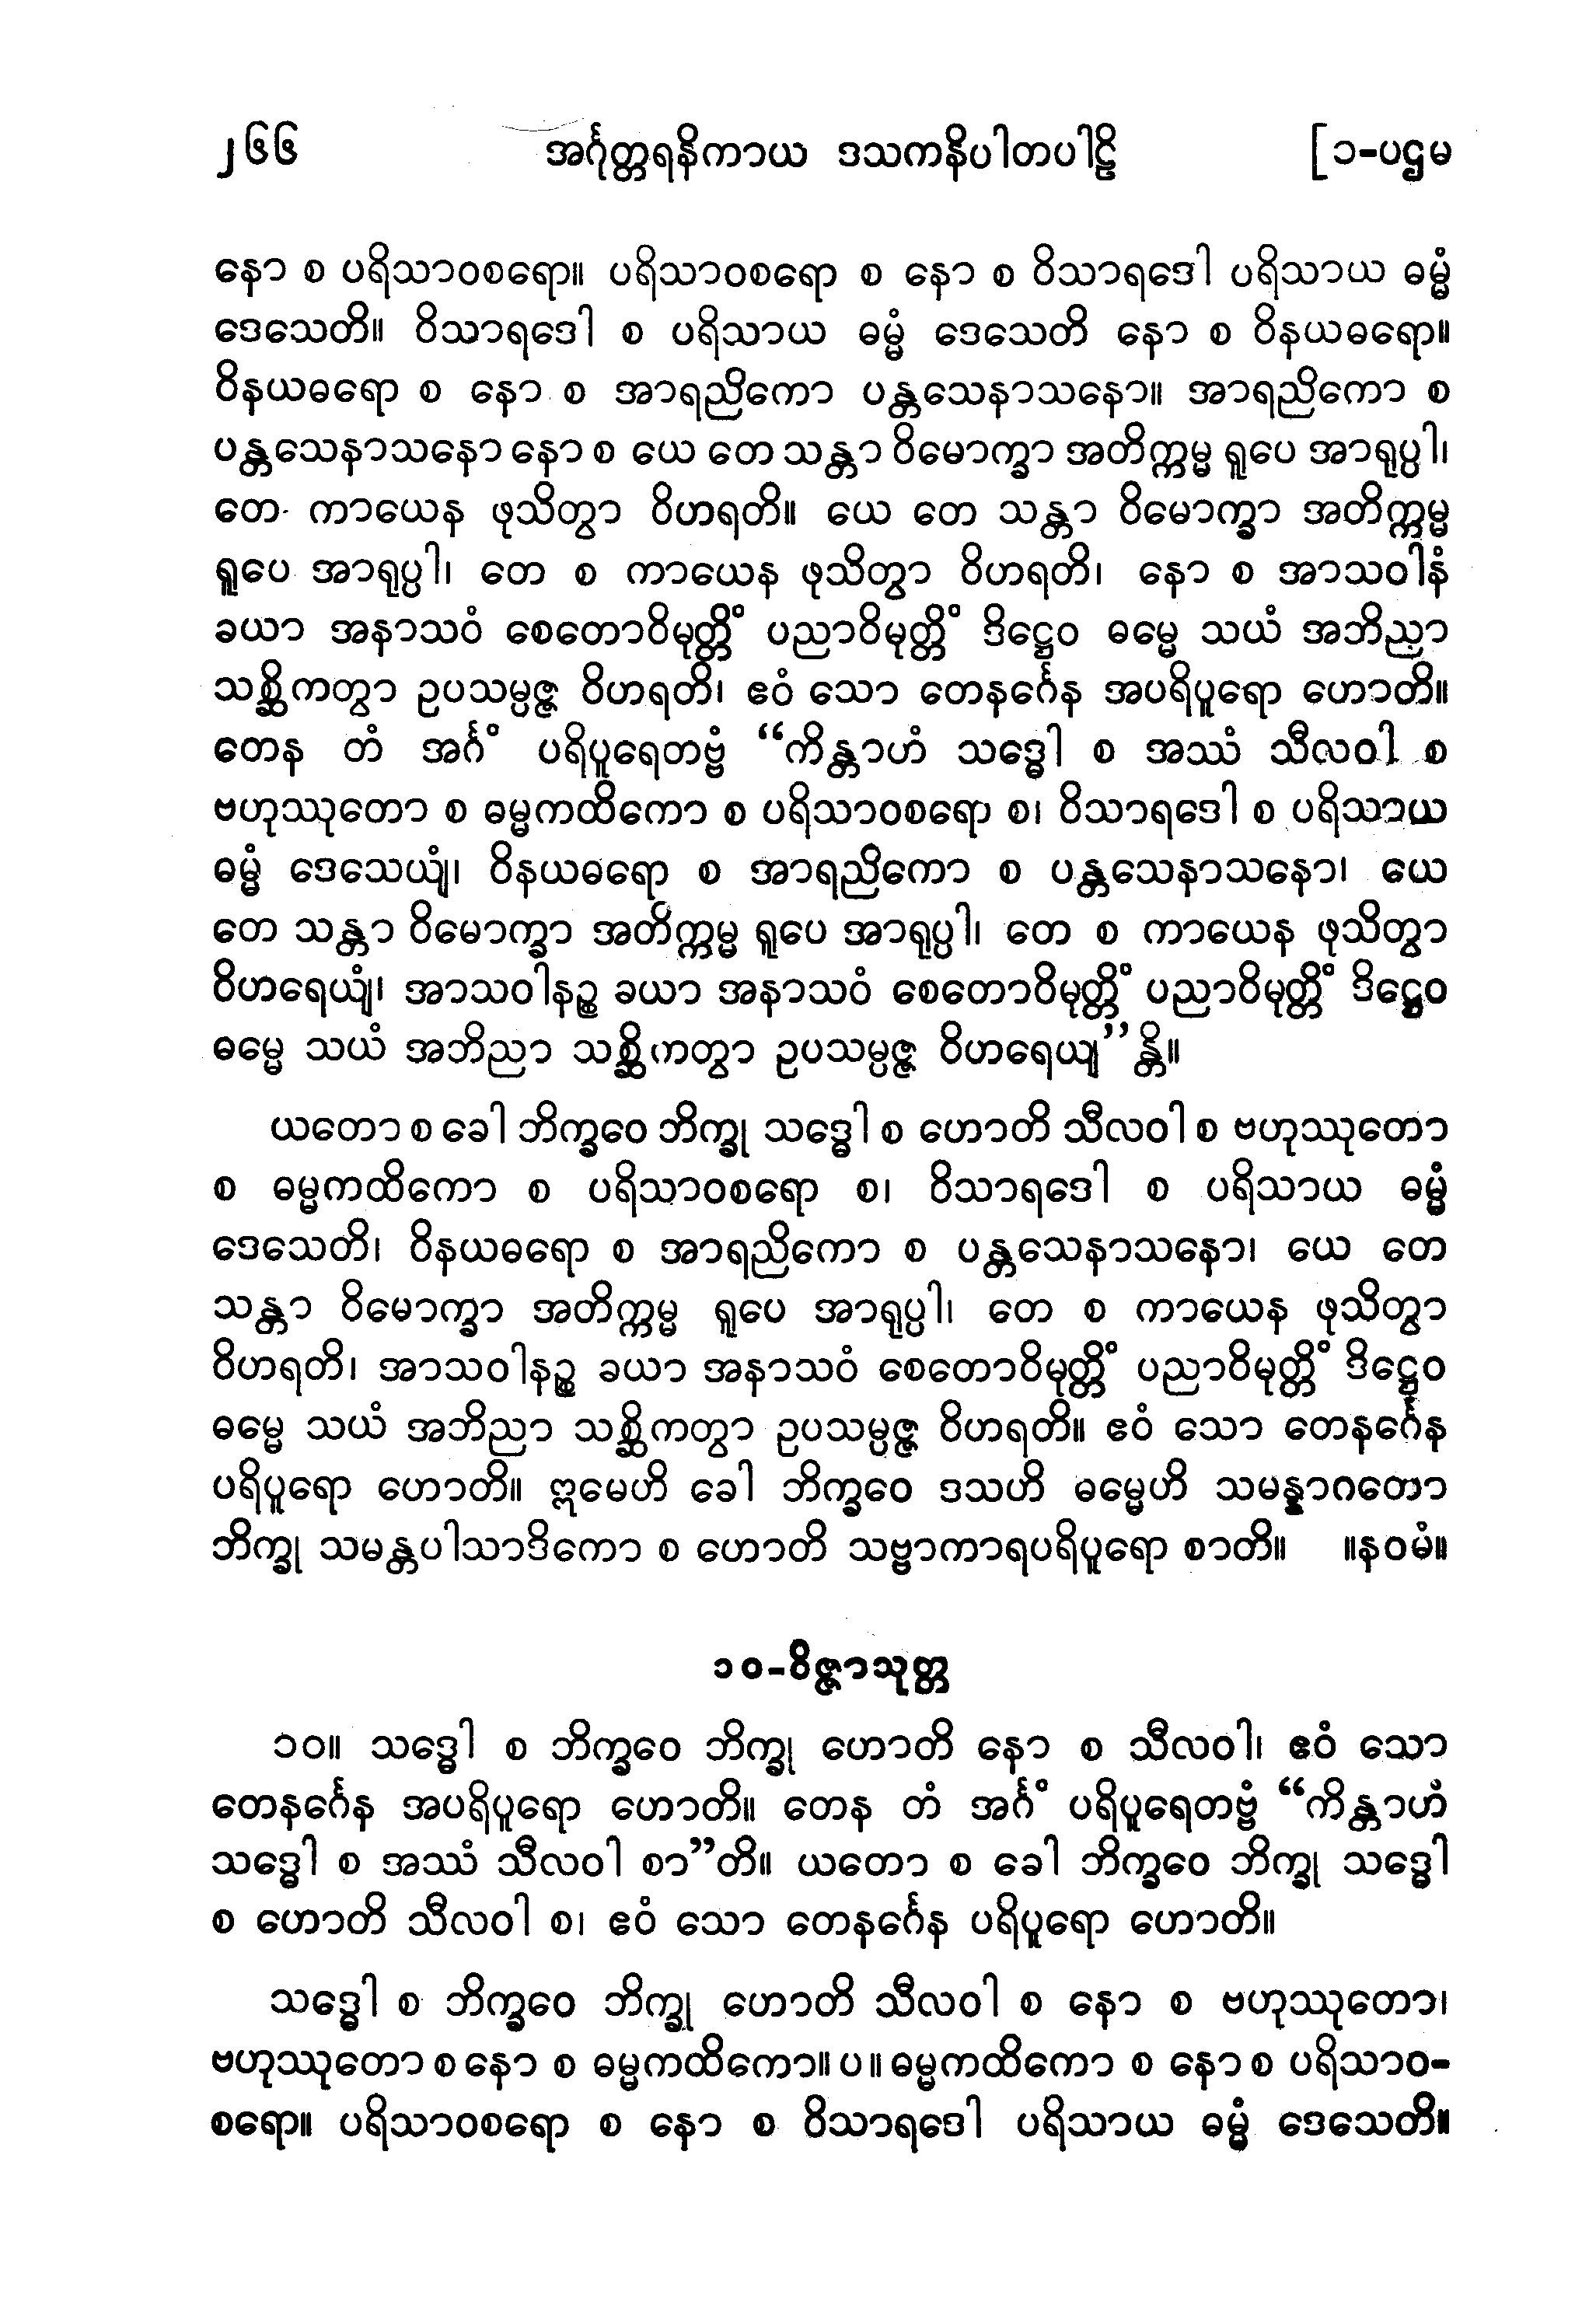 ၂၆၆ အင်္ဂုတ္တရနိကာယ ဒသကနိပါတပါဠိ [၁-ပဌမ
နော စ ပရိသာဝစရော။ ပရိသာဝစရော စ နော စ ဝိသာရဒေါ ပရိသာယ ဓမ္မံ
ဒေသေတိ။ ဝိသာရဒေါ စ ပရိသာယ ဓမ္မံ ဒေသေတိ နော စ ဝိနယဓရော။
ဝိနယဓရော စ နော စ အာရညိကော ပန္တသေနာသနော။ အာရညိကော စ
ပန္တသေနာသနော နော စ ယေ တေ သန္တာ ဝိမောက္ခာ အတိက္ကမ္မ ရူပေ အာရုပ္ပါ၊
တေ ကာယေန ဖုသိတွာ ဝိဟရတိ။ ယေ တေ သန္တာ ဝိမောက္ခာ အတိက္ကမ္မ
ရူပေ အာရုပ္ပါ၊ တေ စ ကာယေန ဖုသိတွာ ဝိဟရတိ၊ နော စ အာသဝါနံ
ခယာ အနာသဝံ စေတောဝိမုတ္တိံ ပညာဝိမုတ္တိံ ဒိဋ္ဌေဝ ဓမ္မေ သယံ အဘိညာ
သစ္ဆိကတွာ ဥပသမ္ပဇ္ဇ ဝိဟရတိ၊ ဧဝံ သော တေနင်္ဂေန အပရိပူရော ဟောတိ။
တေန တံ အင်္ဂံ ပရိပူရေတဗ္ဗံ “ကိန္တာဟံ သဒ္ဓေါ စ အဿံ သီလဝါ စ
ဗဟုဿုတော စ ဓမ္မကထိကော စ ပရိသာဝစရော စ၊ ဝိသာရဒေါ စ ပရိသာယ
ဓမ္မံ ဒေသေယျံ၊ ဝိနယဓရော စ အာရညိကော စ ပန္တသေနာသနော၊ ယေ
တေ သန္တာ ဝိမောက္ခာ အတိက္ကမ္မ ရူပေ အာရုပ္ပါ၊ တေ စ ကာယေန ဖုသိတွာ
ဝိဟရေယျံ၊ အာသဝါနဉ္စ ခယာ အနာသဝံ စေတောဝိမုတ္တိံ ပညာဝိမုတ္တိံ ဒိဋ္ဌေဝ
ဓမ္မေ သယံ အဘိညာ သစ္ဆိကတွာ ဥပသမ္ပဇ္ဇ ဝိဟရေယျ”န္တိ။
ယတော စ ခေါ ဘိက္ခဝေ ဘိက္ခု သဒ္ဓေါ စ ဟောတိ သီလဝါ စ ဗဟုဿုတော
စ ဓမ္မကထိကော စ ပရိသာဝစရော စ၊ ဝိသာရဒေါ စ ပရိသာယ ဓမ္မံ
ဒေသေတိ၊ ဝိနယဓရော စ အာရညိကော စ ပန္တသေနာသနော၊ ယေ တေ
သန္တာ ဝိမောက္ခာ အတိက္ကမ္မ ရူပေ အာရုပ္ပါ၊ တေ စ ကာယေန ဖုသိတွာ
ဝိဟရတိ၊ အာသဝါနဉ္စ ခယာ အနာသဝံ စေတောဝိမုတ္တိံ ပညာဝိမုတ္တိံ ဒိဋ္ဌေဝ
ဓမ္မေ သယံ အဘိညာ သစ္ဆိကတွာ ဥပသမ္ပဇ္ဇ ဝိဟရတိ။ ဧဝံ သော တေနင်္ဂေန
ပရိပူရော ဟောတိ။ ဣမေဟိ ခေါ ဘိက္ခဝေ ဒသဟိ ဓမ္မေဟိ သမန္နာဂတော
ဘိက္ခု သမန္တပါသာဒိကော စ ဟောတိ သဗ္ဗာကာရပရိပူရော စာတိ။ ။နဝမံ။
၁၀-ဝိဇ္ဇာသုတ္တ
၁၀။ သဒ္ဓေါ စ ဘိက္ခဝေ ဘိက္ခု ဟောတိ နော စ သီလဝါ၊ ဧဝံ သော
တေနင်္ဂေန အပရိပူရော ဟောတိ။ တေန တံ အင်္ဂံ ပရိပူရေတဗ္ဗံ “ကိန္တာဟံ
သဒ္ဓေါ စ အဿံ သီလဝါ စာ”တိ။ ယတော စ ခေါ ဘိက္ခဝေ ဘိက္ခု သဒ္ဓေါ
စ ဟောတိ သီလဝါ စ၊ ဧဝံ သော တေနင်္ဂေန ပရိပူရော ဟောတိ။
သဒ္ဓေါ စ ဘိက္ခဝေ ဘိက္ခု ဟောတိ သီလဝါ စ နော စ ဗဟုဿုတော၊
ဗဟုဿုတော စ နော စ ဓမ္မကထိကော။ ပ။ ဓမ္မကထိကော စ နော စ ပရိသာဝ-
စရော။ ပရိသာဝစရော စ နော စ ဝိသာရဒေါ ပရိသာယ ဓမ္မံ ဒေသေတိ။